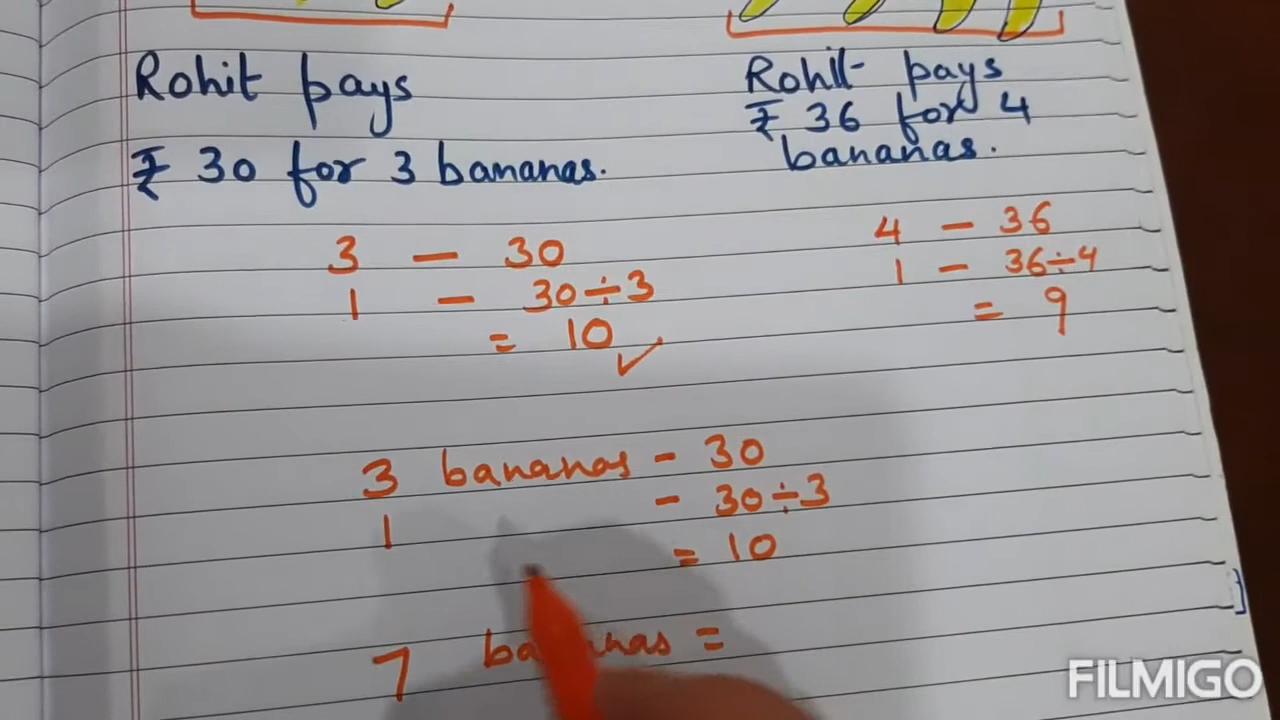 Rohit pays
₹ 30 for 3 bananas.
3 - 30
1 - 30÷3
= 10 ✓
Rohit pays
₹ 36 for 4
bananas.
4 - 36
1 - 36÷4
= 9
3 bananas - 30
1 - 30÷3
= 10
7 bananas =
FILMIGO